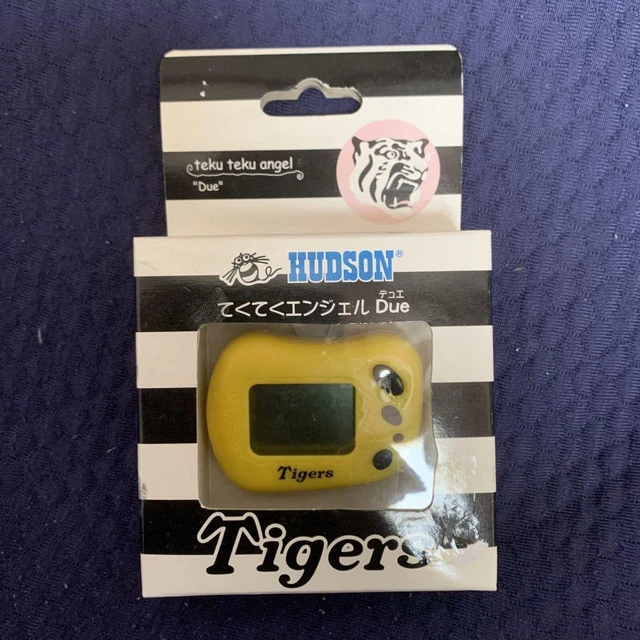 teku teku angel
"Due"
HUDSON®
デュエ
てくてくエンジェル Due
Tigers
Tigers